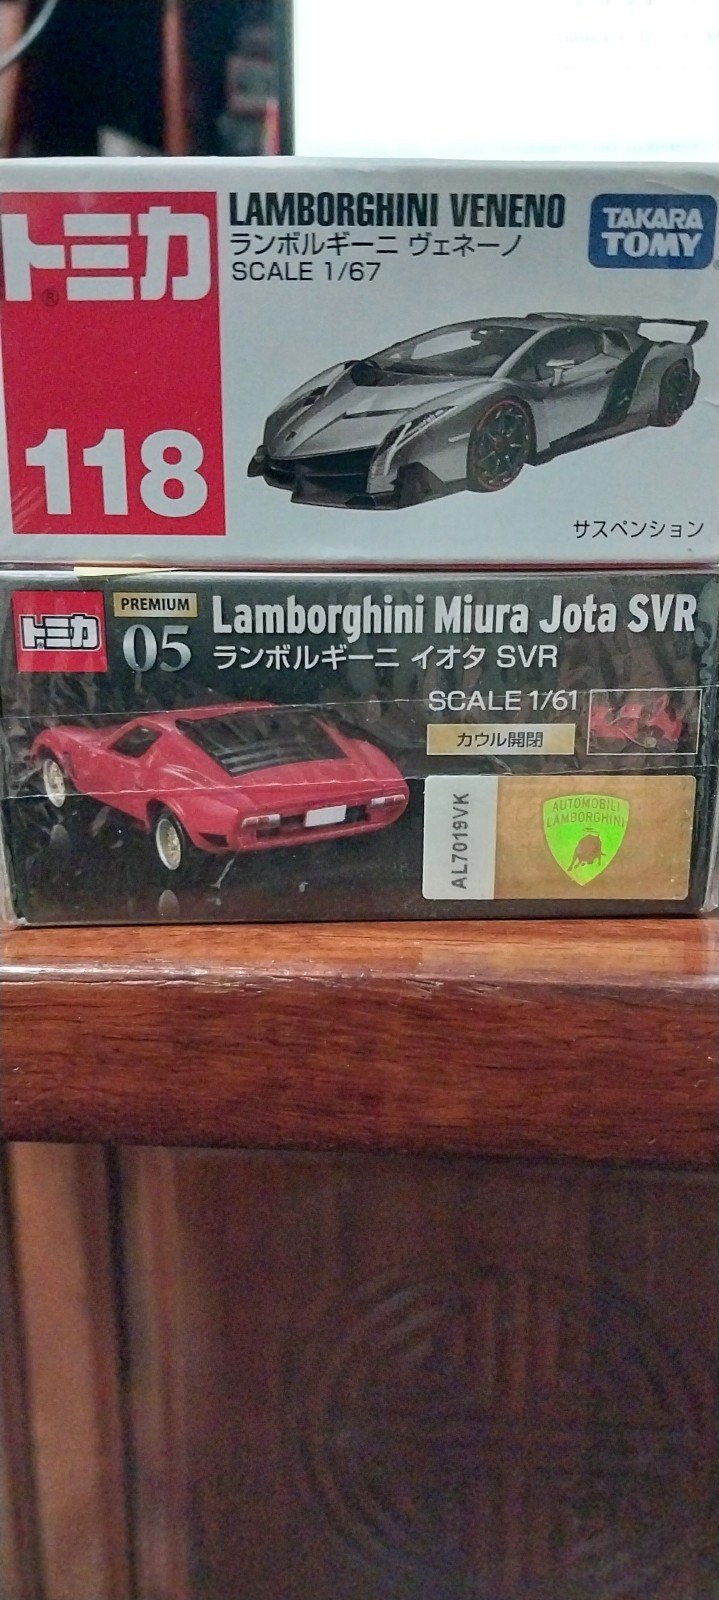 トミカ
®
118
LAMBORGHINI VENENO
ランボルギーニ ヴェネーノ
SCALE 1/67
TAKARA
TOMY
サスペンション
トミカ
PREMIUM
05
Lamborghini Miura Jota SVR
ランボルギーニ イオタ SVR
SCALE 1/61
カウル開閉
AL7019VK
AUTOMOBILI
LAMBORGHINI